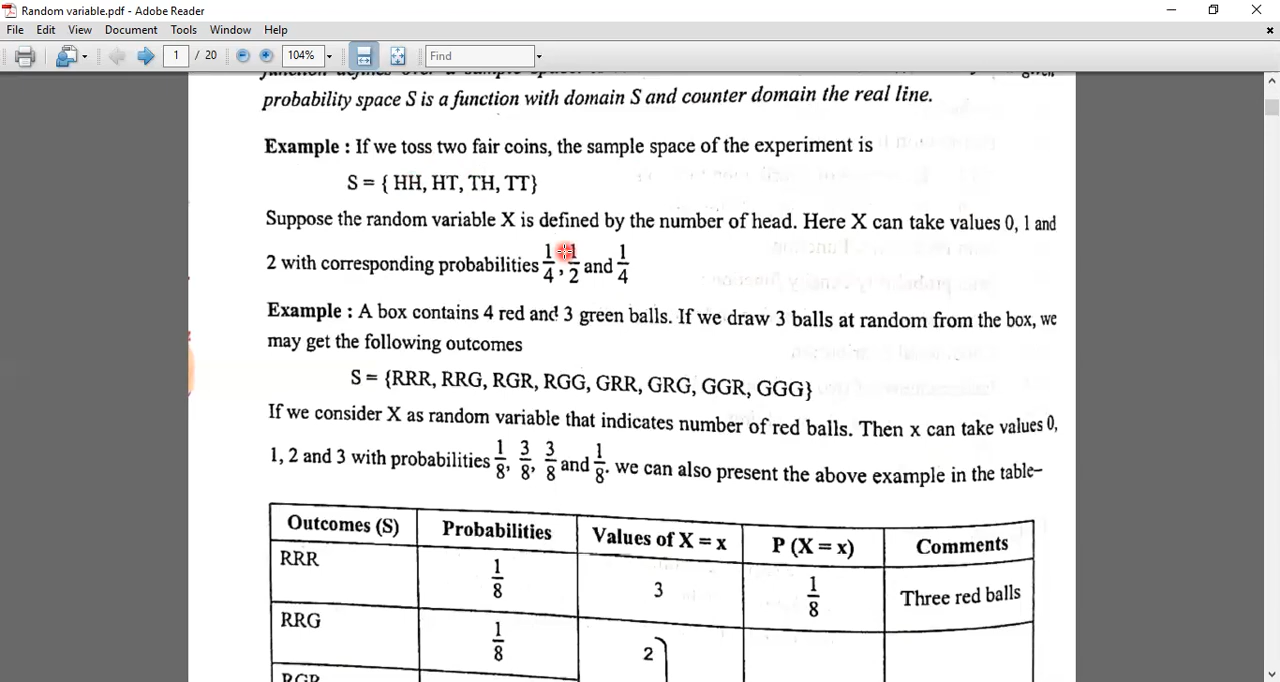 Random variable.pdf - Adobe Reader
File Edit View Document Tools Window Help
1 / 20 104% Find
probability space S is a function with domain S and counter domain the real line.
Example : If we toss two fair coins, the sample space of the experiment is
S = { HH, HT, TH, TT}
Suppose the random variable X is defined by the number of head. Here X can take values 0, 1 and
2 with corresponding probabilities 1/4, 1/2 and 1/4
Example : A box contains 4 red and 3 green balls. If we draw 3 balls at random from the box, we
may get the following outcomes
S = {RRR, RRG, RGR, RGG, GRR, GRG, GGR, GGG}
If we consider X as random variable that indicates number of red balls. Then x can take values 0,
1, 2 and 3 with probabilities 1/8, 3/8, 3/8 and 1/8. we can also present the above example in the table–
Outcomes (S) Probabilities Values of X = x P (X = x) Comments
RRR 1/8 3 1/8 Three red balls
RRG 1/8 2
RGR